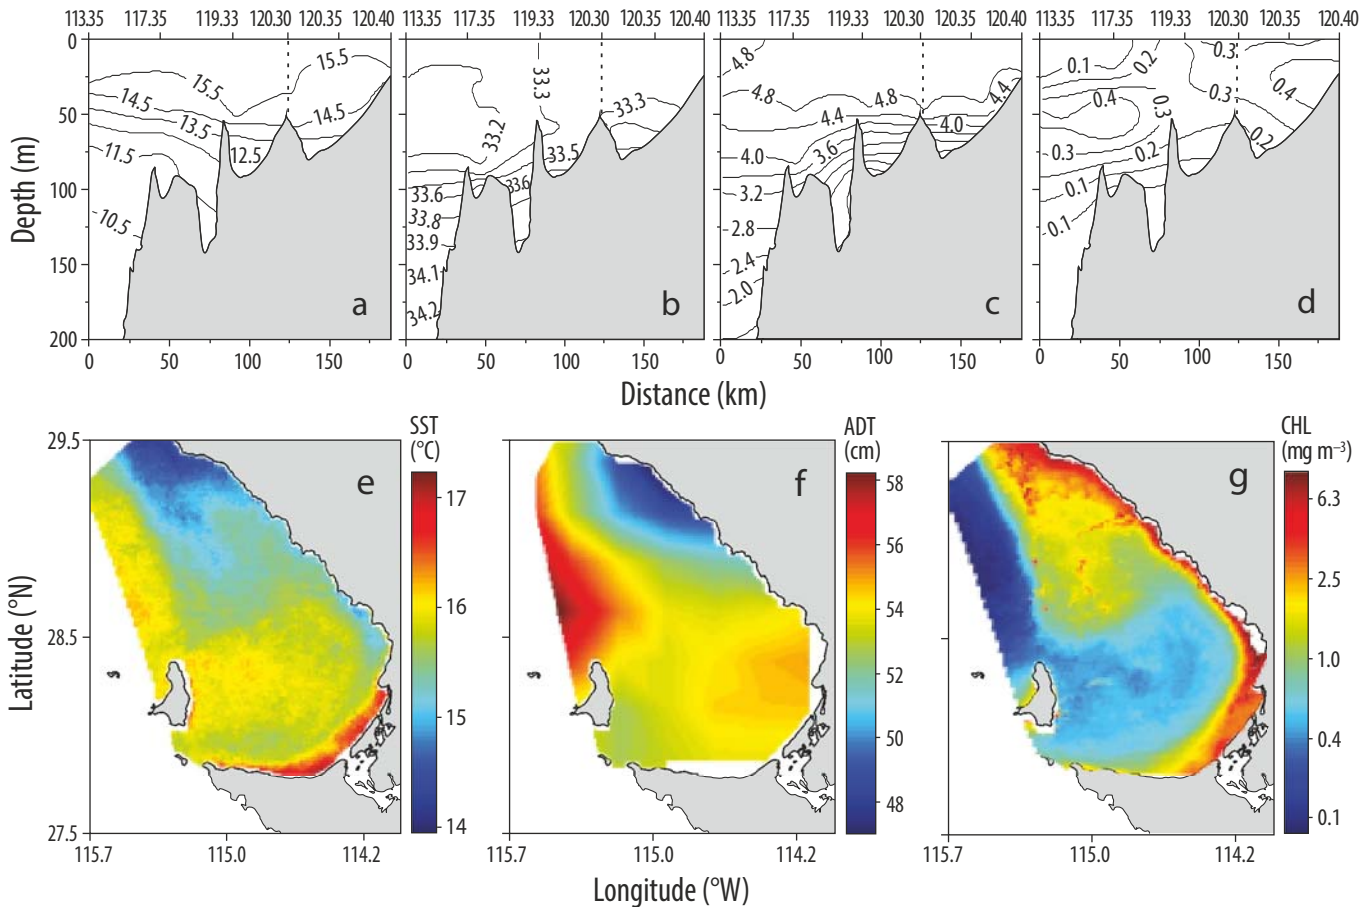 113.35 117.35 119.33 120.30 120.35 120.40
113.35 117.35 119.33 120.30 120.35 120.40
113.35 117.35 119.33 120.30 120.35 120.40
113.35 117.35 119.33 120.30 120.35 120.40
Depth (m)
0
50
100
150
200
15.5
15.5
14.5
14.5
13.5
12.5
11.5
10.5
a
33.3
33.2
33.3
33.5
33.6
33.6
33.8
33.9
34.1
34.2
b
4.8
4.8
4.8
4.4
4.4
4.0
4.0
3.6
3.2
2.8
2.4
2.0
c
0.1
0.2
0.3
0.4
0.4
0.3
0.3
0.3
0.2
0.2
0.1
0.1
d
0 50 100 150
0 50 100 150
0 50 100 150
0 50 100 150
Distance (km)
Latitude (°N)
29.5
28.5
27.5
e
SST
(°C)
17
16
15
14
115.7 115.0 114.2
f
ADT
(cm)
58
56
54
52
50
48
115.7 115.0 114.2
g
CHL
(mg m⁻³)
6.3
2.5
1.0
0.4
0.1
115.7 115.0 114.2
Longitude (°W)